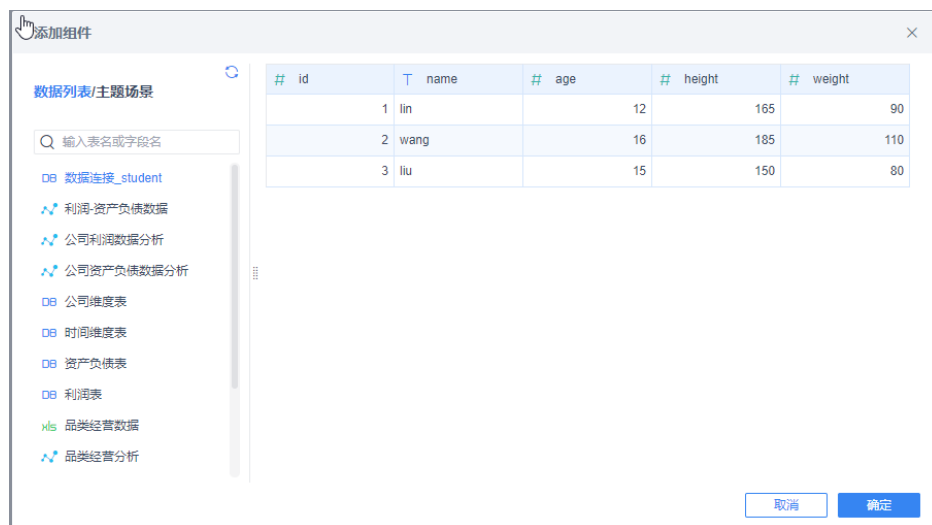 添加组件
数据列表/主题场景
输入表名或字段名
DB 数据连接_student
利润-资产负债数据
公司利润数据分析
公司资产负债数据分析
DB 公司维度表
DB 时间维度表
DB 资产负债表
DB 利润表
xls 品类经营数据
品类经营分析
# id T name # age # height # weight
1 lin 12 165 90
2 wang 16 185 110
3 liu 15 150 80
取消 确定